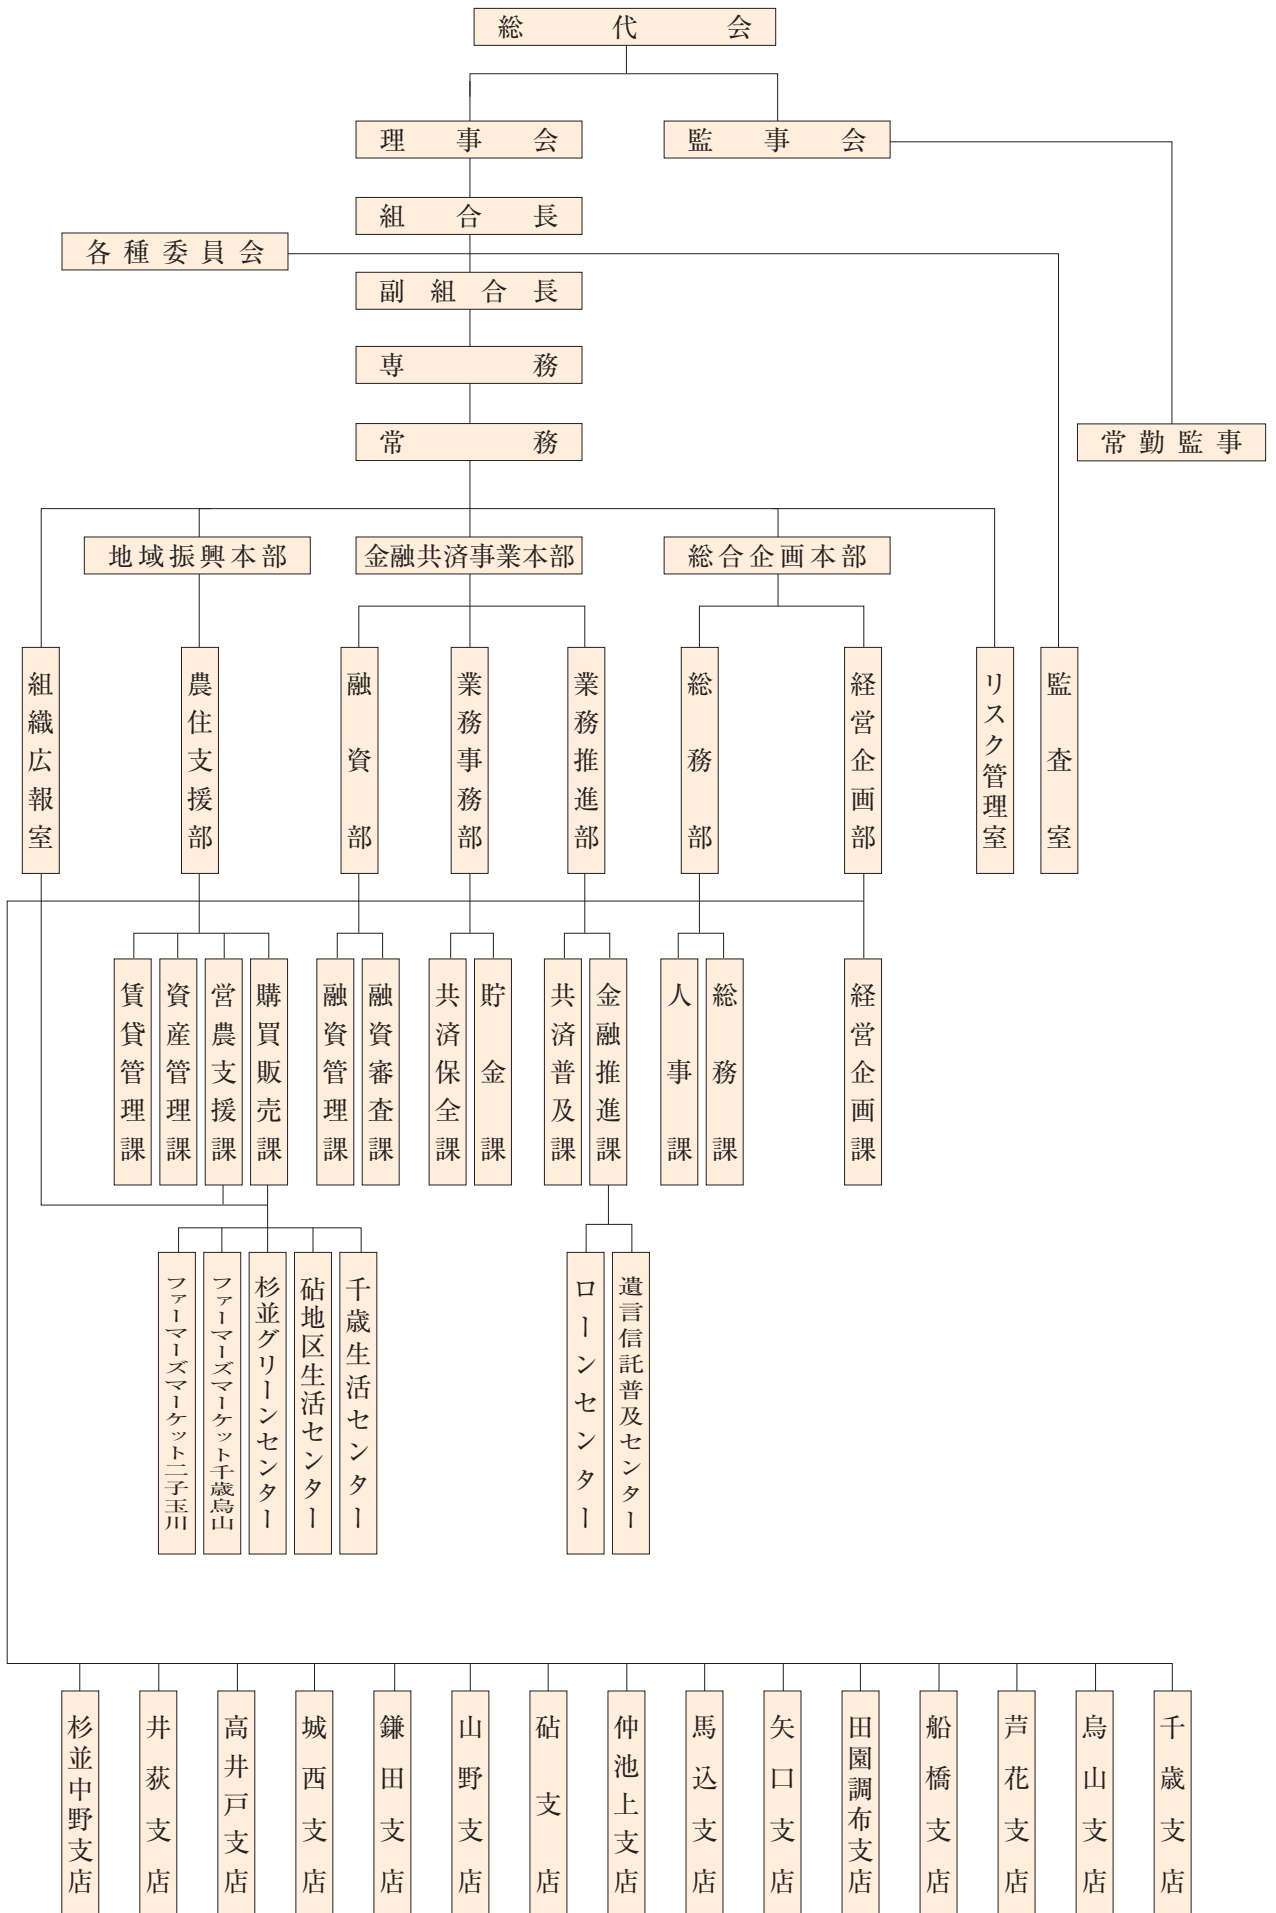 総代会
理事会
監事会
組合長
各種委員会
副組合長
専務
常務
常勤監事
地域振興本部
金融共済事業本部
総合企画本部
組織広報室
農住支援部
融資部
業務事務部
業務推進部
総務部
経営企画部
リスク管理室
監査室
賃貸管理課
資産管理課
営農支援課
購買販売課
融資管理課
融資審査課
共済保全課
貯金課
共済普及課
金融推進課
人事課
総務課
経営企画課
ファーマーズマーケット二子玉川
ファーマーズマーケット千歳烏山
杉並グリーンセンター
砧地区生活センター
千歳生活センター
ローンセンター
遺言信託普及センター
杉並中野支店
井荻支店
高井戸支店
城西支店
鎌田支店
山野支店
砧支店
仲池上支店
馬込支店
矢口支店
田園調布支店
船橋支店
芦花支店
烏山支店
千歳支店